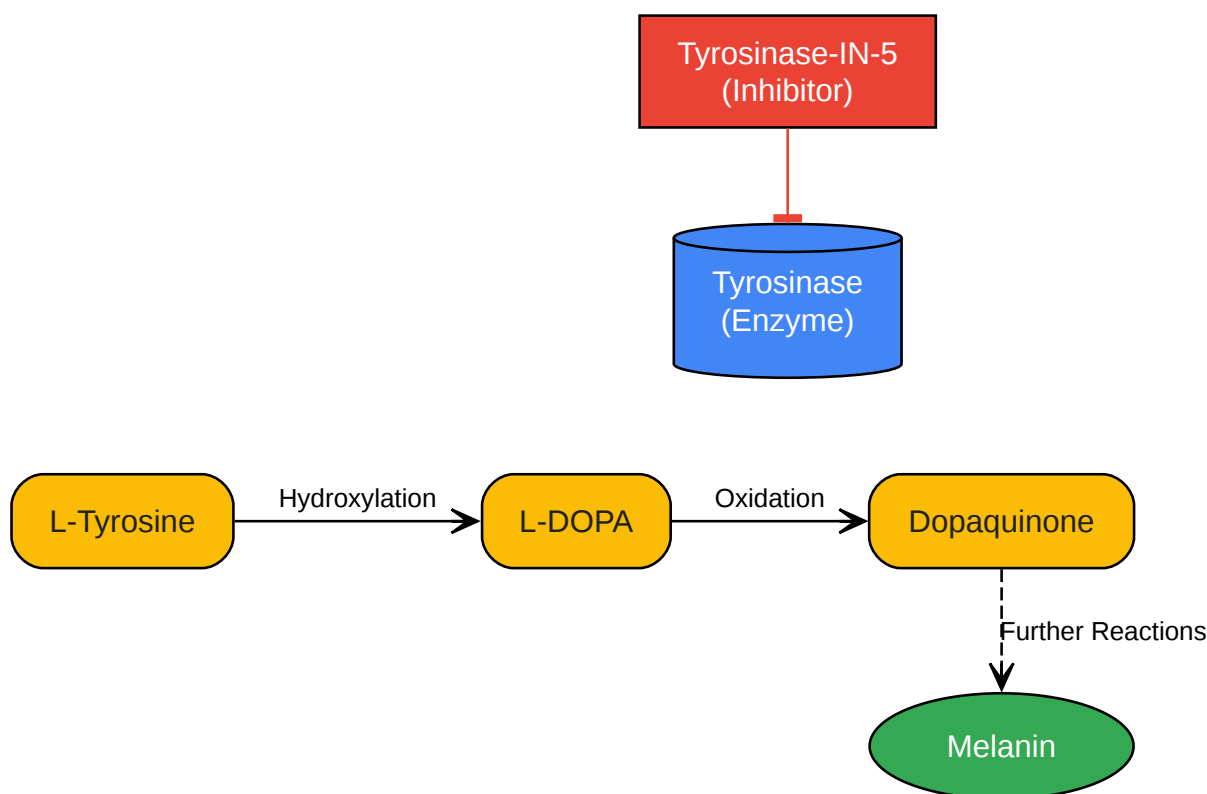 Tyrosinase-IN-5
(Inhibitor)
Tyrosinase
(Enzyme)
L-Tyrosine
Hydroxylation
L-DOPA
Oxidation
Dopaquinone
Further Reactions
Melanin